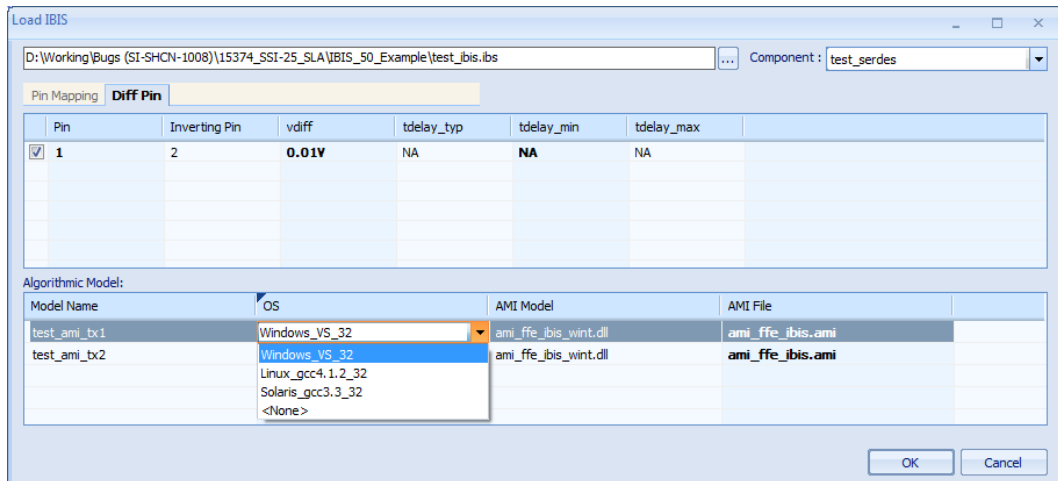 Load IBIS
D:\Working\Bugs (SI-SHCN-1008)\15374_SSI-25_SLA\IBIS_50_Example\test_ibis.ibs ... Component : test_serdes
Pin Mapping Diff Pin
Pin Inverting Pin vdiff tdelay_typ tdelay_min tdelay_max
1 2 0.01V NA NA NA
Algorithmic Model:
Model Name OS AMI Model AMI File
test_ami_tx1 Windows_VS_32 ami_ffe_ibis_wint.dll ami_ffe_ibis.ami
test_ami_tx2 Windows_VS_32 ami_ffe_ibis_wint.dll ami_ffe_ibis.ami
Linux_gcc4.1.2_32
Solaris_gcc3.3_32
<None>
OK Cancel